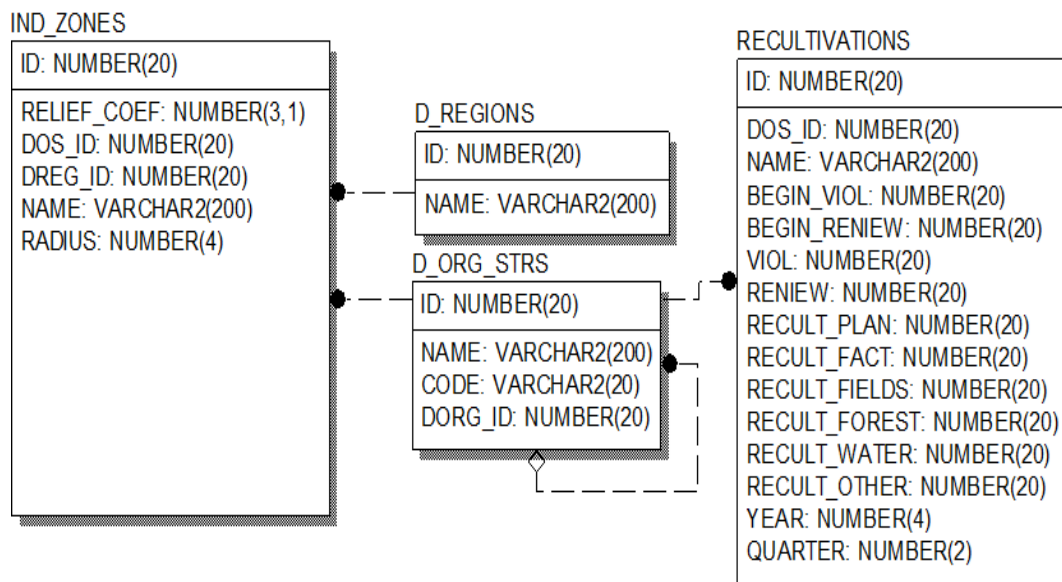 IND_ZONES
ID: NUMBER(20)
RELIEF_COEF: NUMBER(3,1)
DOS_ID: NUMBER(20)
DREG_ID: NUMBER(20)
NAME: VARCHAR2(200)
RADIUS: NUMBER(4)
D_REGIONS
ID: NUMBER(20)
NAME: VARCHAR2(200)
D_ORG_STRS
ID: NUMBER(20)
NAME: VARCHAR2(200)
CODE: VARCHAR2(20)
DORG_ID: NUMBER(20)
RECULTIVATIONS
ID: NUMBER(20)
DOS_ID: NUMBER(20)
NAME: VARCHAR2(200)
BEGIN_VIOL: NUMBER(20)
BEGIN_RENIEW: NUMBER(20)
VIOL: NUMBER(20)
RENIEW: NUMBER(20)
RECULT_PLAN: NUMBER(20)
RECULT_FACT: NUMBER(20)
RECULT_FIELDS: NUMBER(20)
RECULT_FOREST: NUMBER(20)
RECULT_WATER: NUMBER(20)
RECULT_OTHER: NUMBER(20)
YEAR: NUMBER(4)
QUARTER: NUMBER(2)